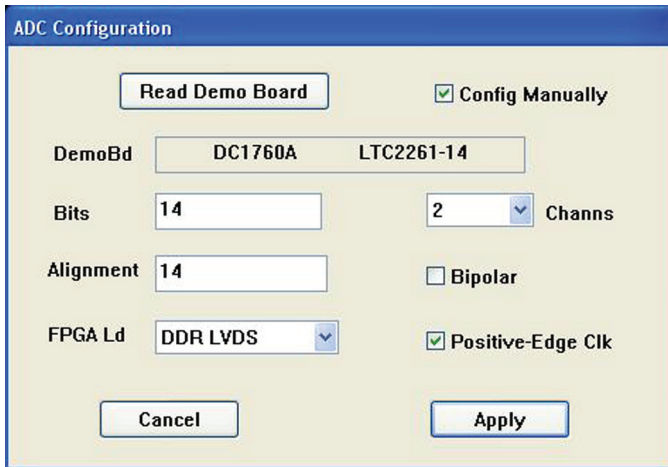 ADC Configuration
Read Demo Board
Config Manually
DemoBd DC1760A LTC2261-14
Bits 14 2 Channs
Alignment 14 Bipolar
FPGA Ld DDR LVDS Positive-Edge Clk
Cancel Apply